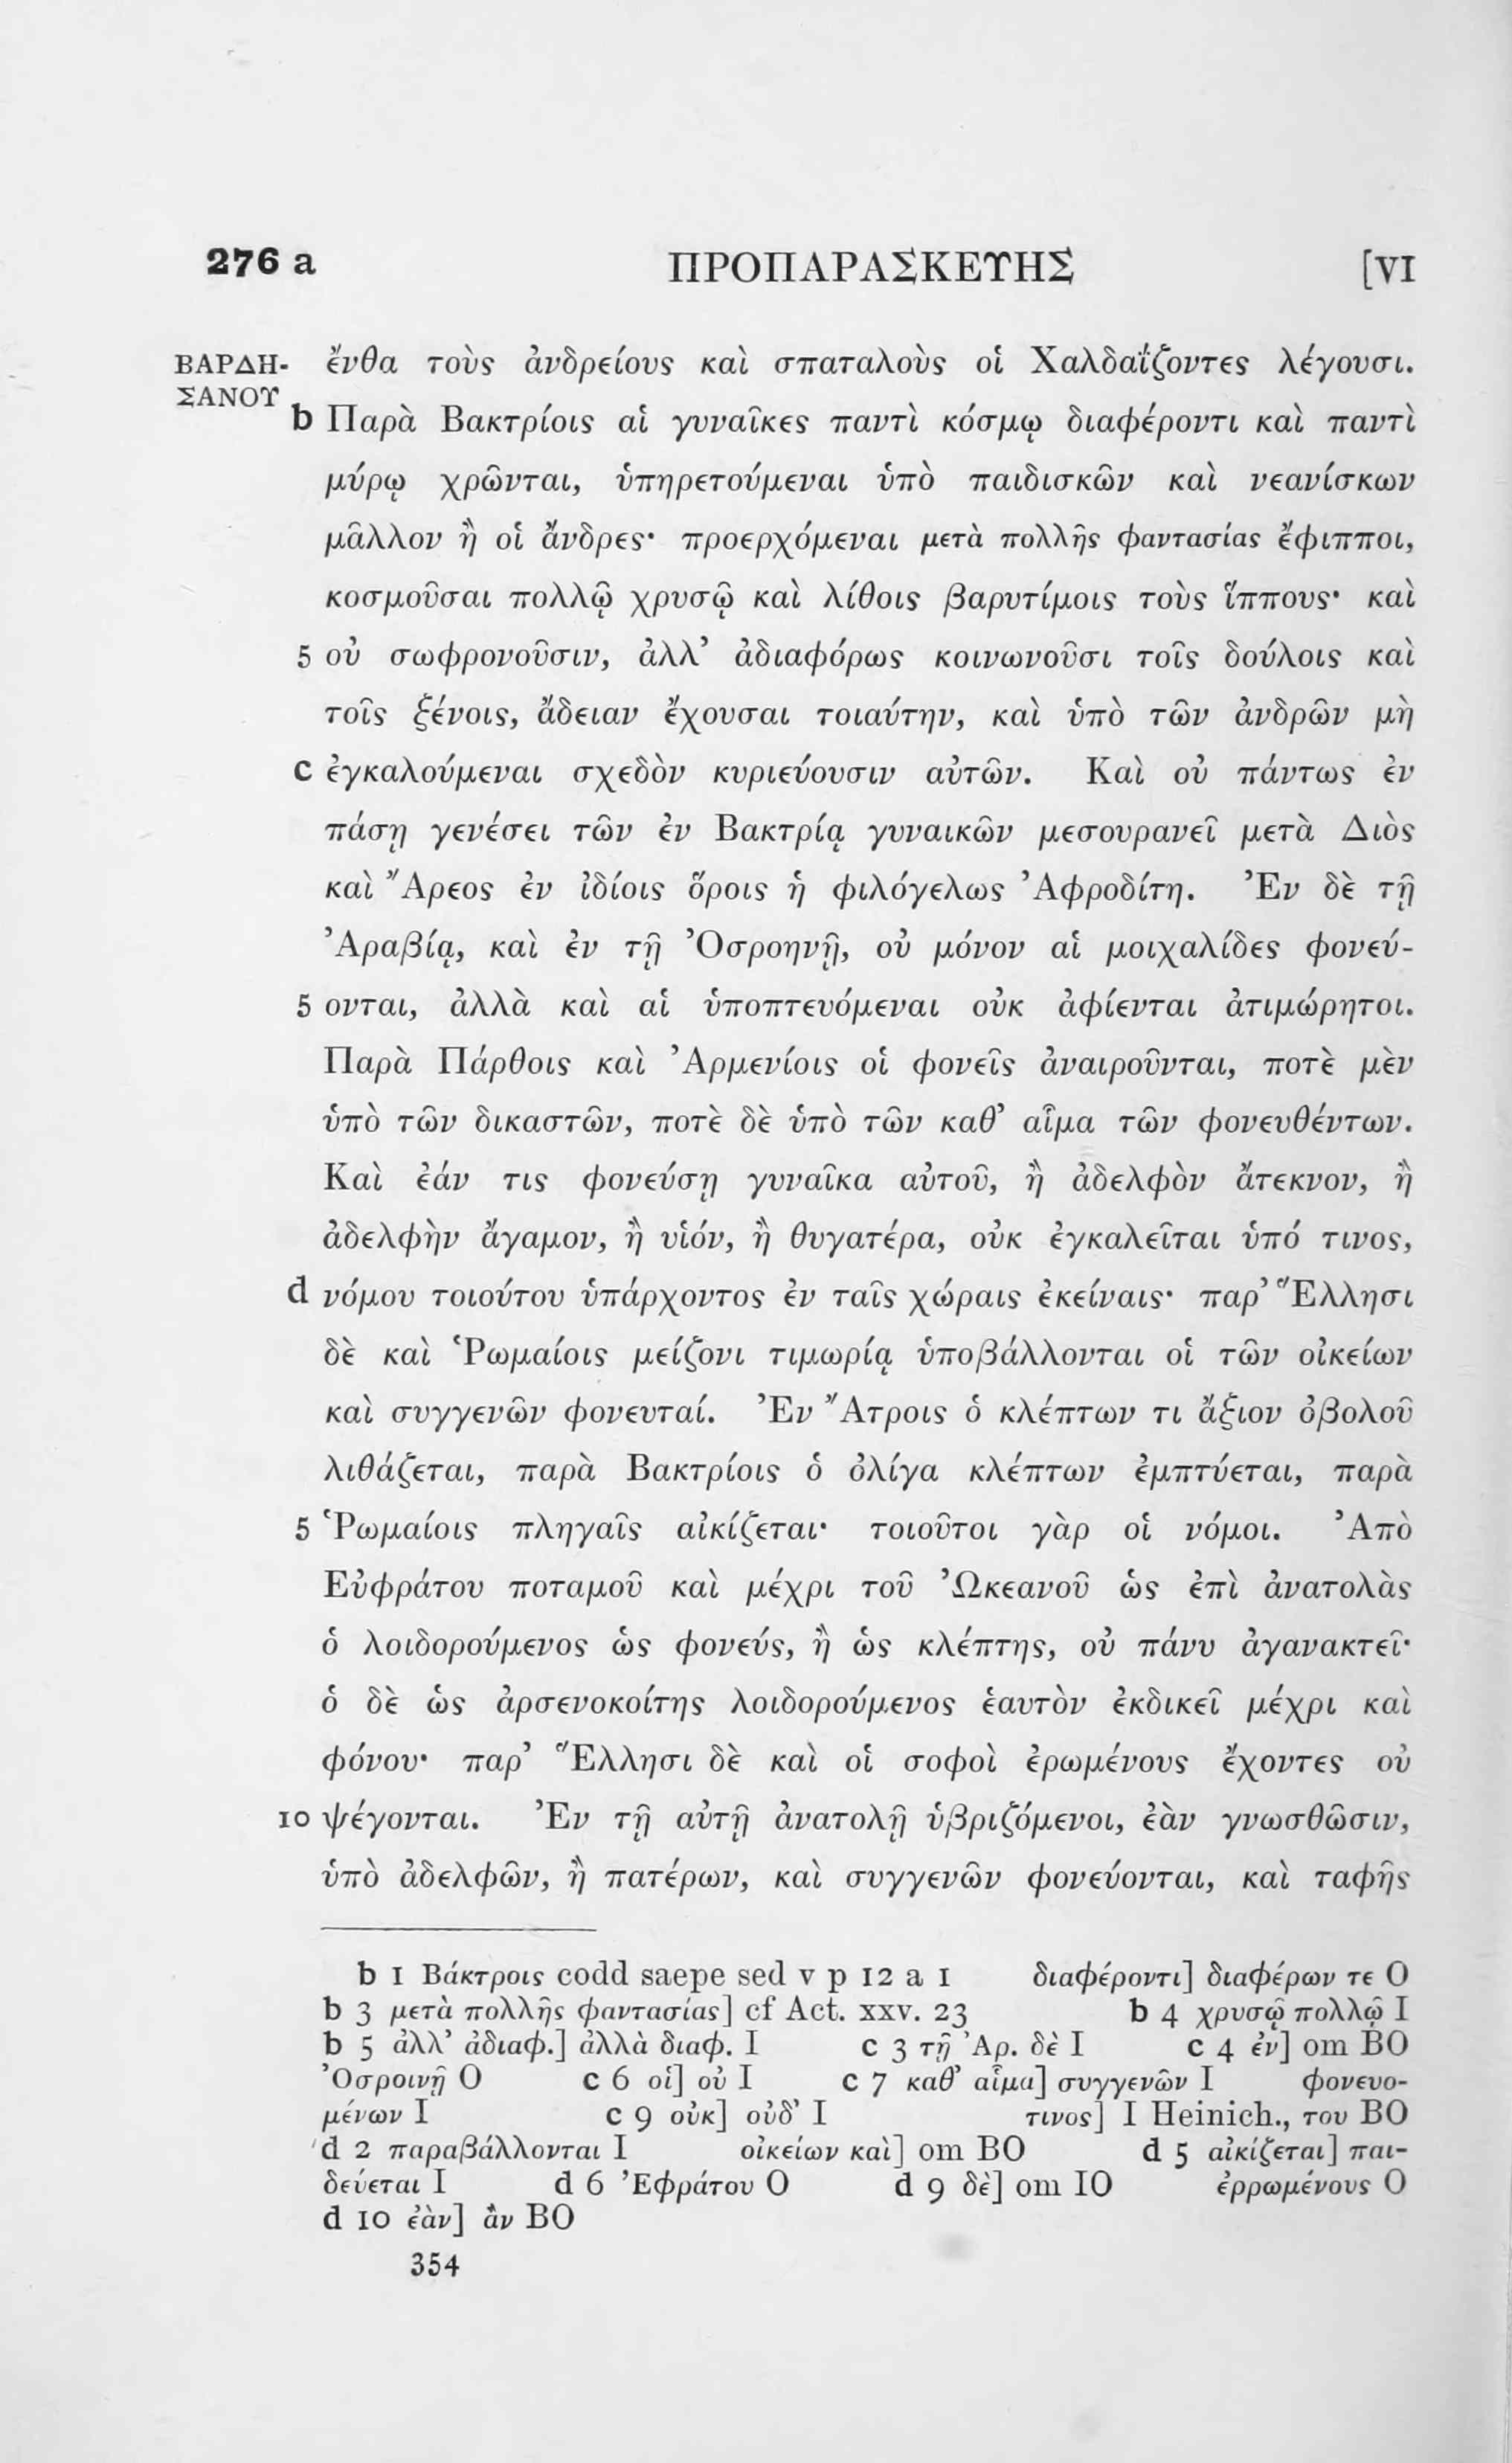 276 a ΠΡΟΠΑΡΑΣΚΕΥΗΣ [VI
ΒΑΡΔΗ- ἔνθα τοὺς ἀνδρείους καὶ σπαταλοὺς οἱ Χαλδαΐζοντες λέγουσι.
ΣΑΝΟΥ
b Παρὰ Βακτρίοις αἱ γυναῖκες παντὶ κόσμῳ διαφέροντι καὶ παντὶ
μύρῳ χρῶνται, ὑπηρετούμεναι ὑπὸ παιδισκῶν καὶ νεανίσκων
μᾶλλον ἢ οἱ ἄνδρες· προερχόμεναι μετὰ πολλῆς φαντασίας ἔφιπποι,
κοσμοῦσαι πολλῷ χρυσῷ καὶ λίθοις βαρυτίμοις τοὺς ἵππους· καὶ
5 οὐ σωφρονοῦσιν, ἀλλ’ ἀδιαφόρως κοινωνοῦσι τοῖς δούλοις καὶ
τοῖς ξένοις, ἄδειαν ἔχουσαι τοιαύτην, καὶ ὑπὸ τῶν ἀνδρῶν μὴ
c ἐγκαλούμεναι σχεδὸν κυριεύουσιν αὐτῶν. Καὶ οὐ πάντως ἐν
πάσῃ γενέσει τῶν ἐν Βακτρίᾳ γυναικῶν μεσουρανεῖ μετὰ Διὸς
καὶ Ἄρεος ἐν ἰδίοις ὅροις ἡ φιλόγελως Ἀφροδίτη. Ἐν δὲ τῇ
Ἀραβίᾳ, καὶ ἐν τῇ Ὀσροηνῇ, οὐ μόνον αἱ μοιχαλίδες φονεύ-
5 ονται, ἀλλὰ καὶ αἱ ὑποπτευόμεναι οὐκ ἀφίενται ἀτιμώρητοι.
Παρὰ Πάρθοις καὶ Ἀρμενίοις οἱ φονεῖς ἀναιροῦνται, ποτὲ μὲν
ὑπὸ τῶν δικαστῶν, ποτὲ δὲ ὑπὸ τῶν καθ’ αἷμα τῶν φονευθέντων.
Καὶ ἐάν τις φονεύσῃ γυναῖκα αὐτοῦ, ἢ ἀδελφὸν ἄτεκνον, ἢ
ἀδελφὴν ἄγαμον, ἢ υἱόν, ἢ θυγατέρα, οὐκ ἐγκαλεῖται ὑπό τινος,
d νόμου τοιούτου ὑπάρχοντος ἐν ταῖς χώραις ἐκείναις· παρ’ Ἕλλησι
δὲ καὶ Ῥωμαίοις μείζονι τιμωρίᾳ ὑποβάλλονται οἱ τῶν οἰκείων
καὶ συγγενῶν φονευταί. Ἐν Ἄτροις ὁ κλέπτων τι ἄξιον ὀβολοῦ
λιθάζεται, παρὰ Βακτρίοις ὁ ὀλίγα κλέπτων ἐμπτύεται, παρὰ
5 Ῥωμαίοις πληγαῖς αἰκίζεται· τοιοῦτοι γὰρ οἱ νόμοι. Ἀπὸ
Εὐφράτου ποταμοῦ καὶ μέχρι τοῦ Ὠκεανοῦ ὡς ἐπὶ ἀνατολὰς
ὁ λοιδορούμενος ὡς φονεύς, ἢ ὡς κλέπτης, οὐ πάνυ ἀγανακτεῖ·
ὁ δὲ ὡς ἀρσενοκοίτης λοιδορούμενος ἑαυτὸν ἐκδικεῖ μέχρι καὶ
φόνου· παρ’ Ἕλλησι δὲ καὶ οἱ σοφοὶ ἐρωμένους ἔχοντες οὐ
10 ψέγονται. Ἐν τῇ αὐτῇ ἀνατολῇ ὑβριζόμενοι, ἐὰν γνωσθῶσιν,
ὑπὸ ἀδελφῶν, ἢ πατέρων, καὶ συγγενῶν φονεύονται, καὶ ταφῆς
b 1 Βάκτροις codd saepe sed v p 12 a 1 διαφέροντι] διαφέρων τε O
b 3 μετὰ πολλῆς φαντασίας] cf Act. xxv. 23 b 4 χρυσῷ πολλῷ I
b 5 ἀλλ’ ἀδιαφ.] ἀλλὰ διαφ. I c 3 τῇ Ἀρ. δὲ I c 4 ἐν] om BO
Ὀσροινῇ O c 6 οἱ] οὐ I c 7 καθ’ αἷμα] συγγενῶν I φονευο-
μένων I c 9 οὐκ] οὐδ’ I τινος] I Heinich., του BO
d 2 παραβάλλονται I οἰκείων καὶ] om BO d 5 αἰκίζεται] παι-
δεύεται I d 6 Ἐφράτου O d 9 δὲ] om IO ἐρρωμένους O
d 10 ἐὰν] ἂν BO
354